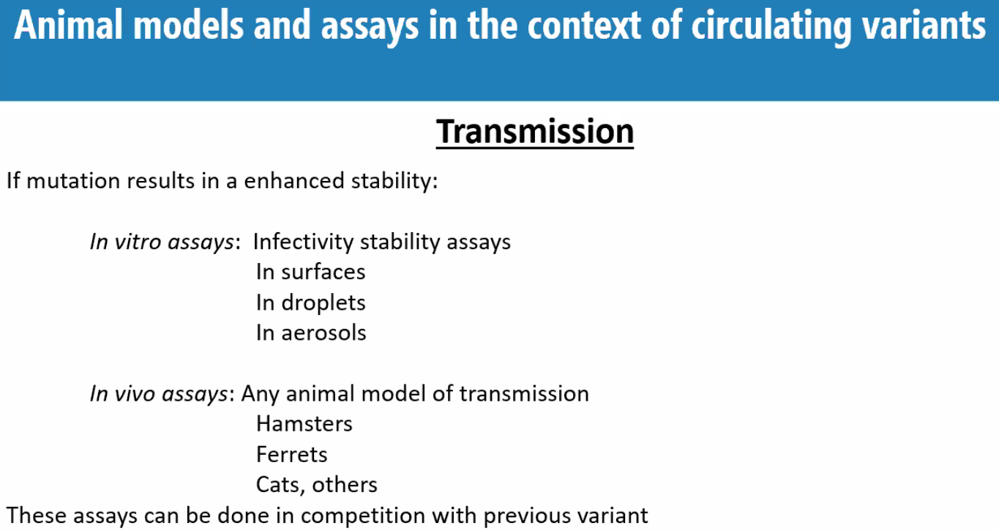 Animal models and assays in the context of circulating variants
Transmission
If mutation results in a enhanced stability:
In vitro assays: Infectivity stability assays
In surfaces
In droplets
In aerosols
In vivo assays: Any animal model of transmission
Hamsters
Ferrets
Cats, others
These assays can be done in competition with previous variant